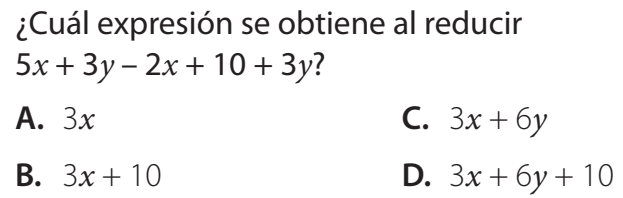 ¿Cuál expresión se obtiene al reducir
5x + 3y – 2x + 10 + 3y?
A. 3x C. 3x + 6y
B. 3x + 10 D. 3x + 6y + 10